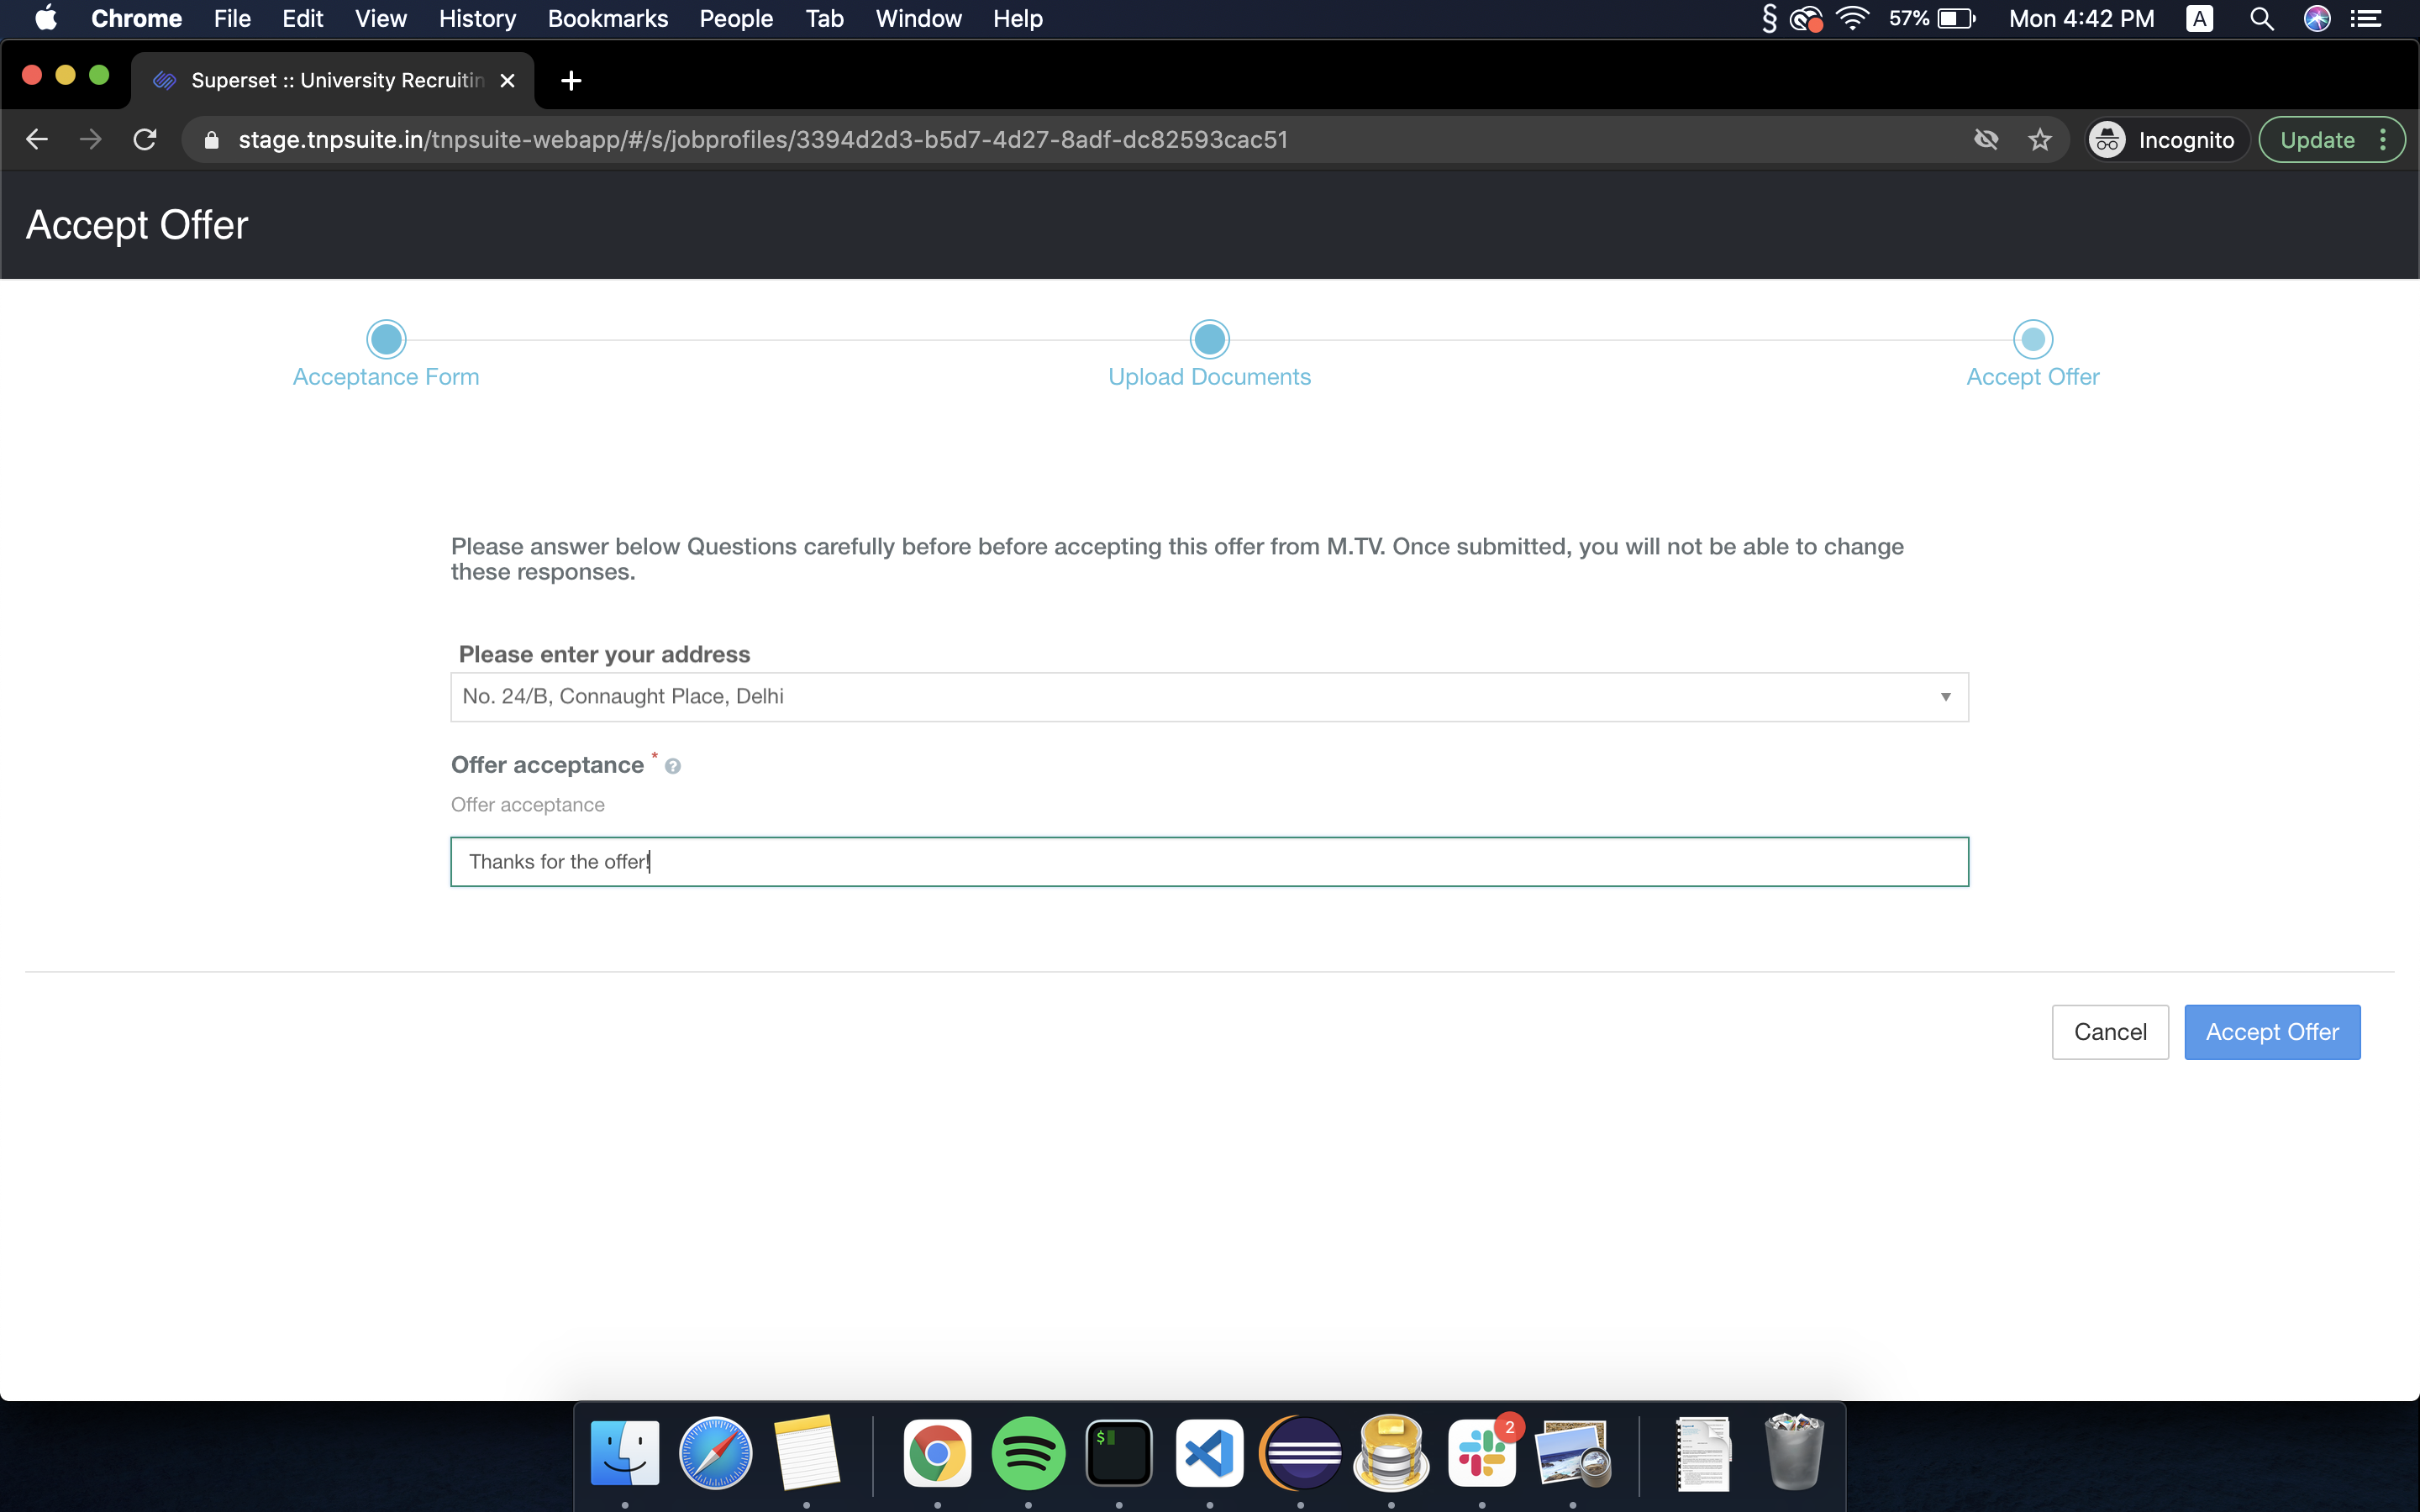 Chrome File Edit View History Bookmarks People Tab Window Help 57% Mon 4:42 PM A
Superset :: University Recruitin
stage.tnpsuite.in/tnpsuite-webapp/#/s/jobprofiles/3394d2d3-b5d7-4d27-8adf-dc82593cac51 Incognito Update
Accept Offer
Acceptance Form Upload Documents Accept Offer
Please answer below Questions carefully before before accepting this offer from M.TV. Once submitted, you will not be able to change
these responses.
Please enter your address
No. 24/B, Connaught Place, Delhi
Offer acceptance * ?
Offer acceptance
Thanks for the offer!
Cancel Accept Offer
$ 2